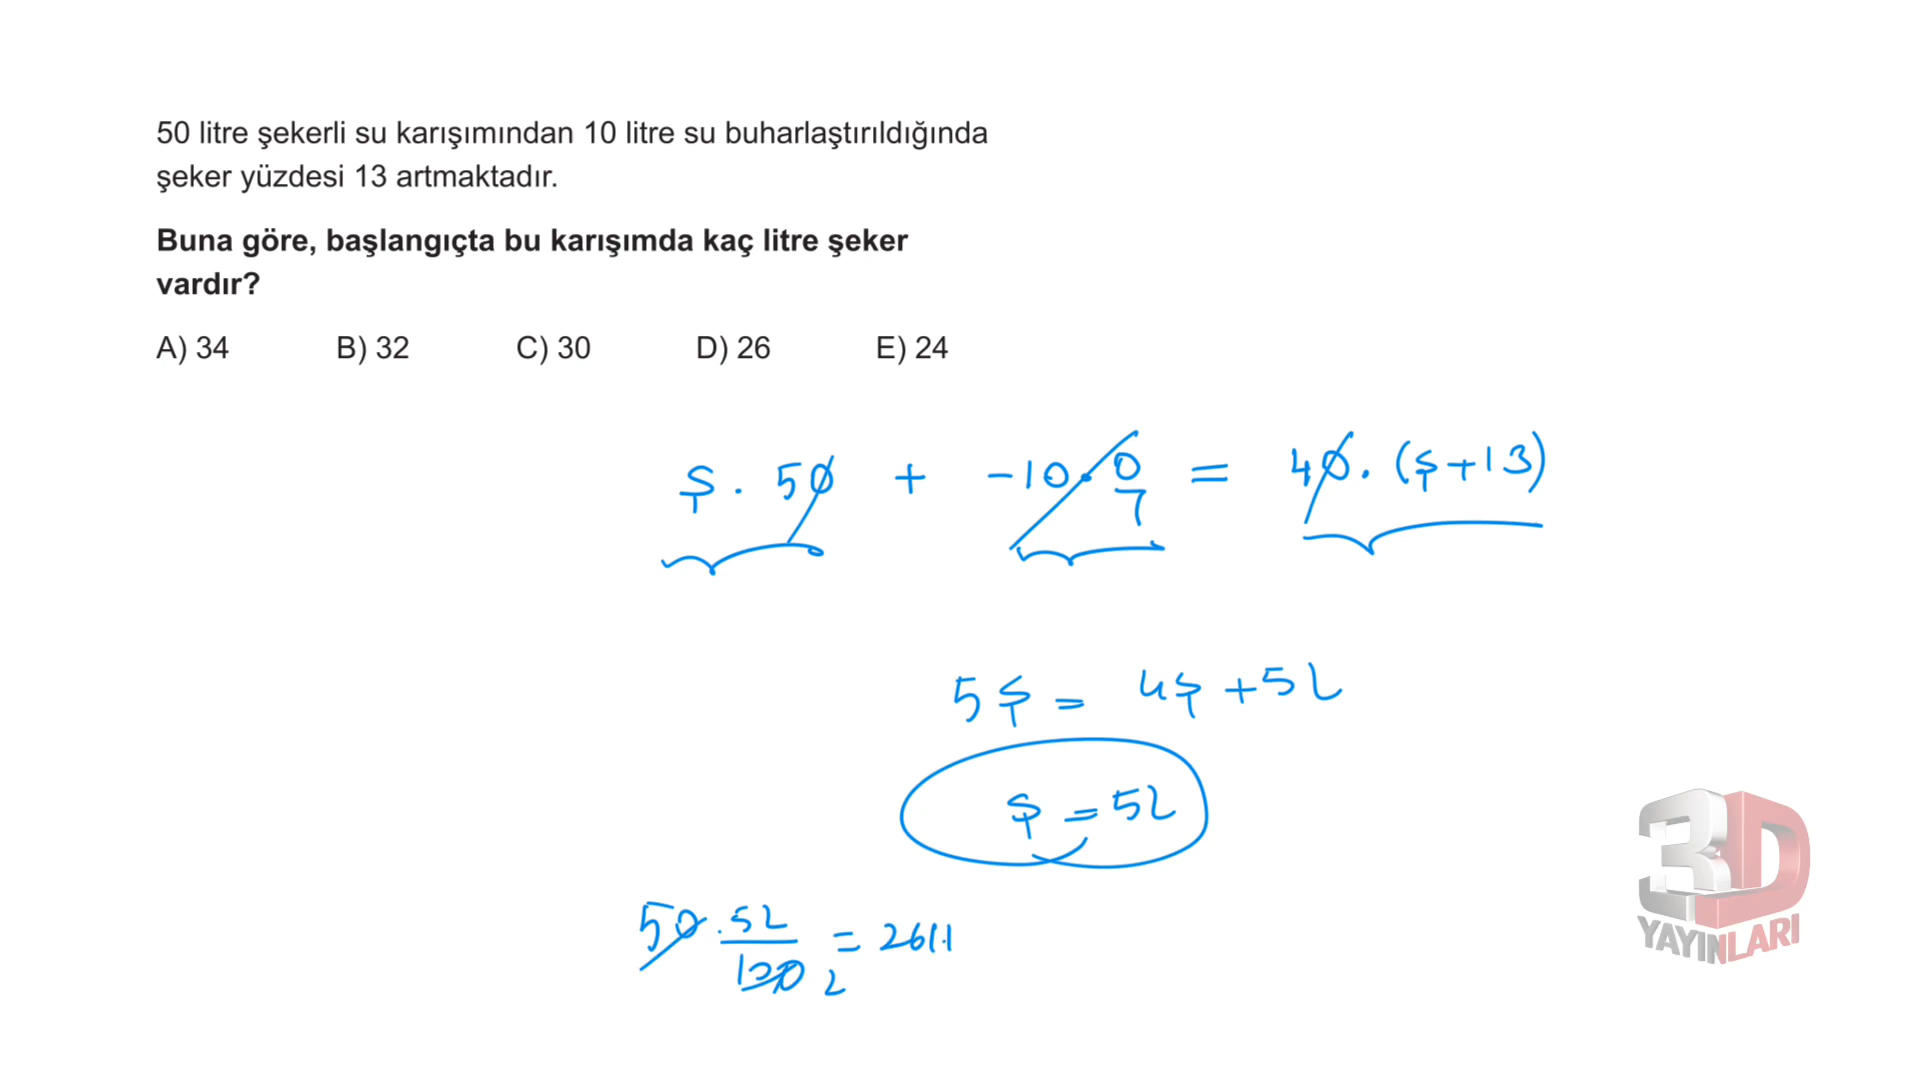 50 litre şekerli su karışımından 10 litre su buharlaştırıldığında
şeker yüzdesi 13 artmaktadır.
Buna göre, başlangıçta bu karışımda kaç litre şeker
vardır?
A) 34 B) 32 C) 30 D) 26 E) 24
Ş . 50 + -10 . 0 = 40 . (Ş+13)
5Ş = 4Ş + 52
Ş = 52
50 . 52/100 = 26
2
3D
YAYINLARI